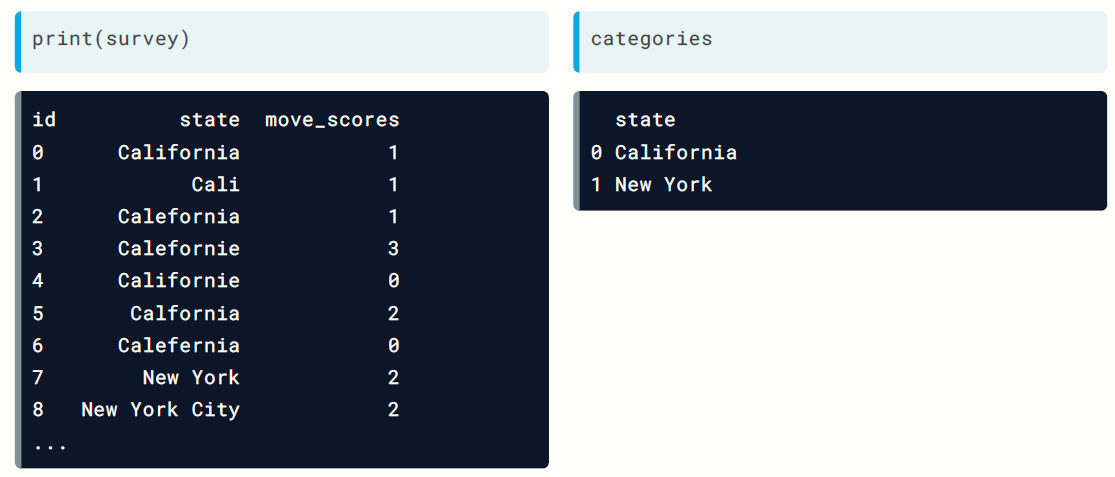 print(survey)
id state move_scores
0 California 1
1 Cali 1
2 Calefornia 1
3 Calefornie 3
4 Californie 0
5 Calfornia 2
6 Calefernia 0
7 New York 2
8 New York City 2
...
categories
state
0 California
1 New York